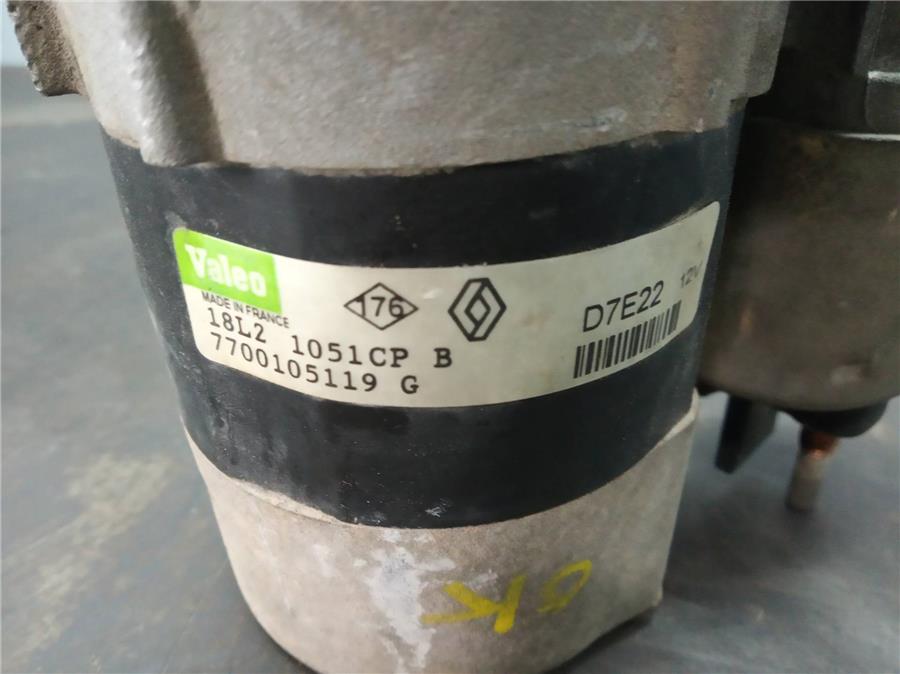 Valeo
MADE IN FRANCE
176
18L2 1051CP B
7700105119 G
D7E22 12V
OK